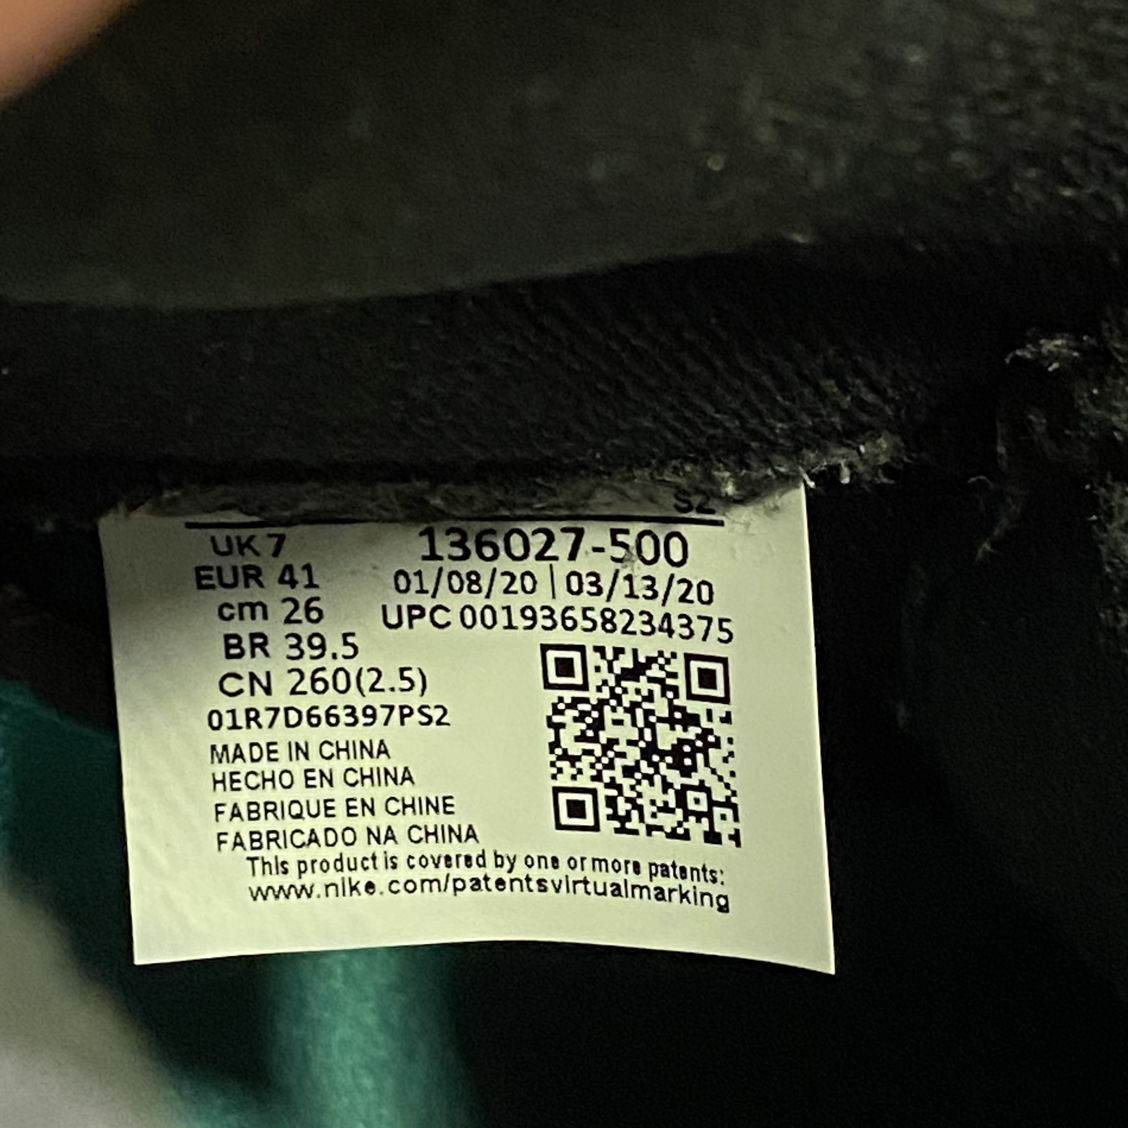 S2
UK 7
136027-500
EUR 41
01/08/20 | 03/13/20
cm 26
UPC 00193658234375
BR 39.5
CN 260(2.5)
01R7D66397PS2
MADE IN CHINA
HECHO EN CHINA
FABRIQUE EN CHINE
FABRICADO NA CHINA
This product is covered by one or more patents:
www.nike.com/patentsvirtualmarking